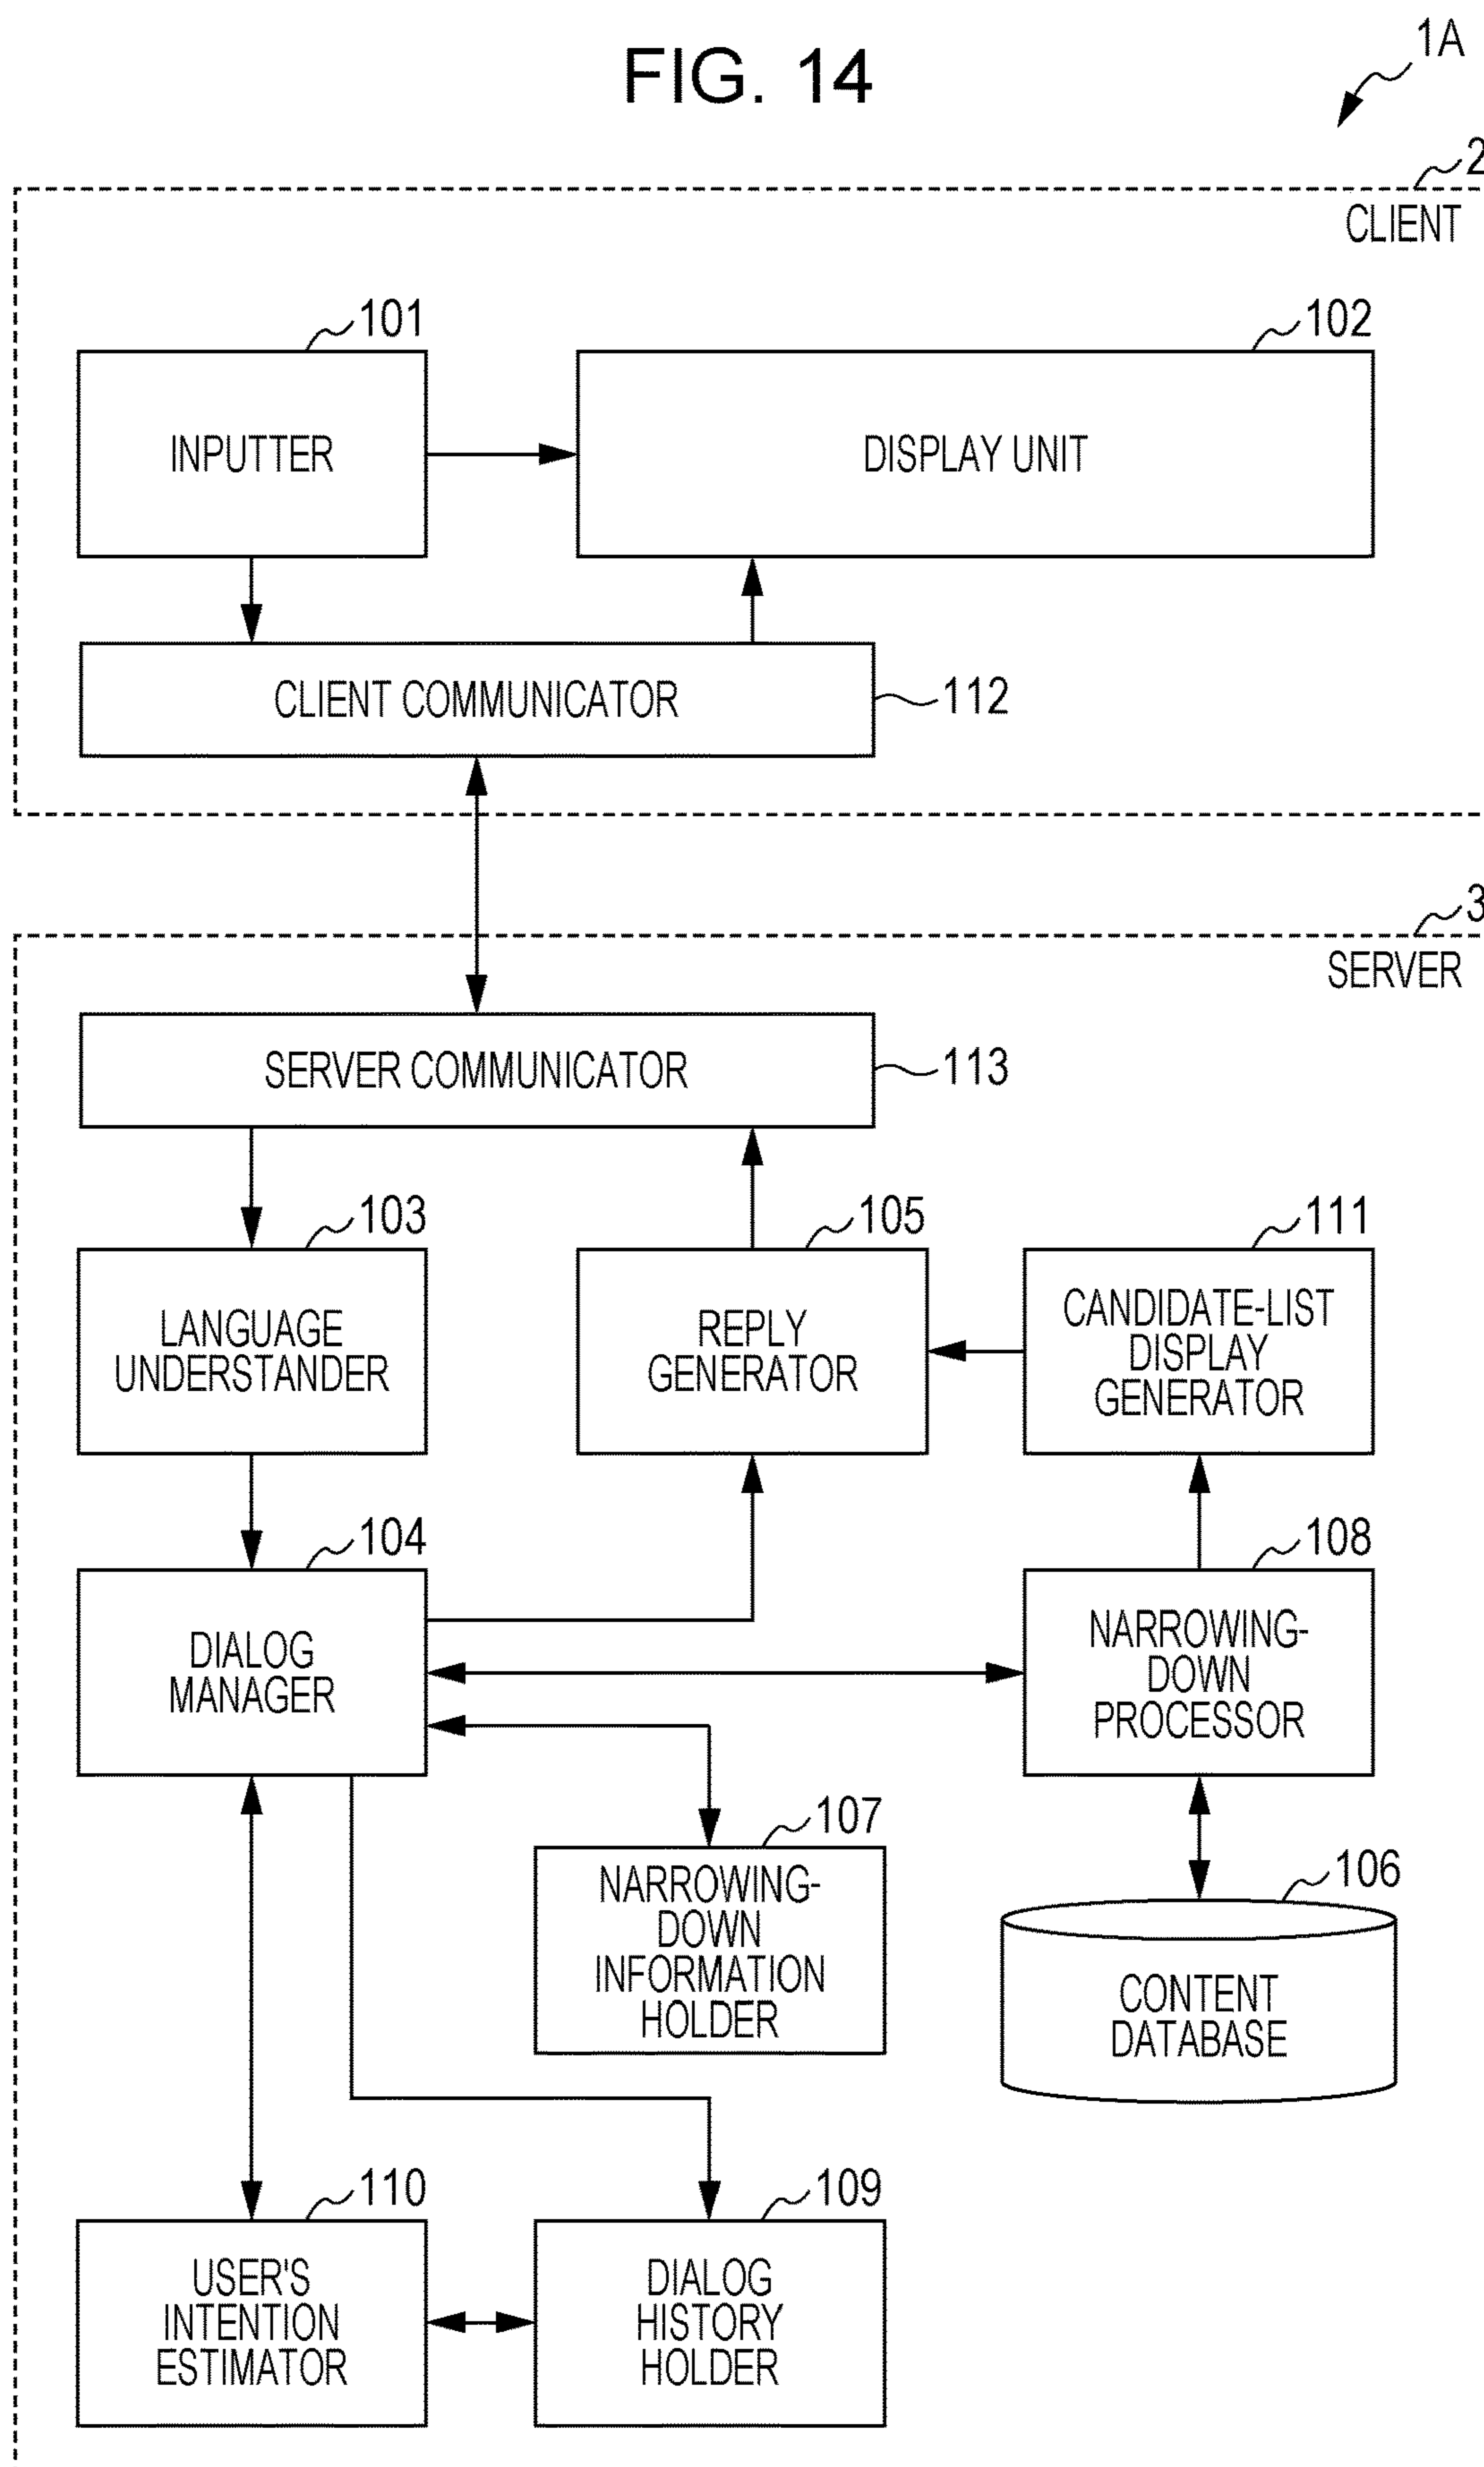 FIG. 14
1A
2
CLIENT
101
102
INPUTTER
DISPLAY UNIT
CLIENT COMMUNICATOR
112
3
SERVER
SERVER COMMUNICATOR
113
103
105
111
LANGUAGE
UNDERSTANDER
REPLY
GENERATOR
CANDIDATE-LIST
DISPLAY
GENERATOR
104
108
DIALOG
MANAGER
NARROWING-
DOWN
PROCESSOR
107
106
NARROWING-
DOWN
INFORMATION
HOLDER
CONTENT
DATABASE
110
109
USER'S
INTENTION
ESTIMATOR
DIALOG
HISTORY
HOLDER